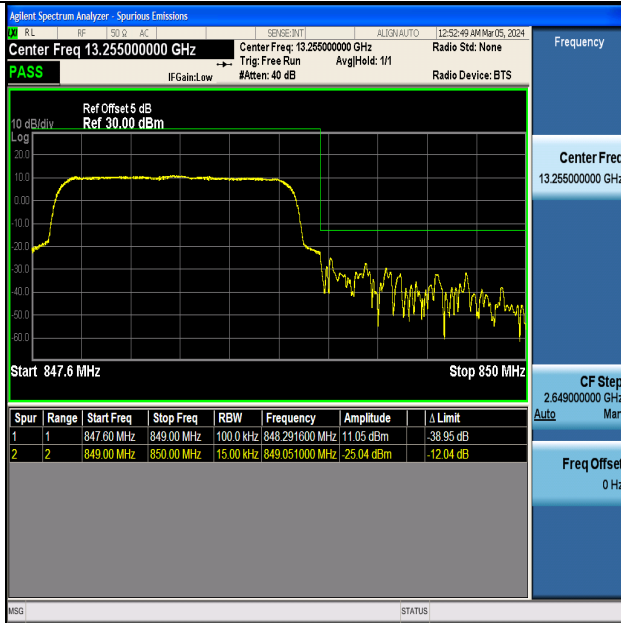 Agilent Spectrum Analyzer - Spurious Emissions
RL RF 50 Ω AC SENSE:INT ALIGNAUTO 12:52:49 AM Mar 05, 2024
Center Freq 13.255000000 GHz
Center Freq: 13.255000000 GHz
Radio Std: None
Trig: Free Run Avg|Hold: 1/1
PASS
IFGain:Low
#Atten: 40 dB
Radio Device: BTS
Frequency
Ref Offset 5 dB
10 dB/div Ref 30.00 dBm
Log
20.0
10.0
0.00
-10.0
-20.0
-30.0
-40.0
-50.0
-60.0
Start 847.6 MHz Stop 850 MHz
Center Freq
13.255000000 GHz
CF Step
2.649000000 GHz
Auto Man
Freq Offset
0 Hz
Spur Range Start Freq Stop Freq RBW Frequency Amplitude Δ Limit
1 1 847.60 MHz 849.00 MHz 100.0 kHz 848.291600 MHz 11.05 dBm -38.95 dB
2 2 849.00 MHz 850.00 MHz 15.00 kHz 849.051000 MHz -25.04 dBm -12.04 dB
MSG STATUS